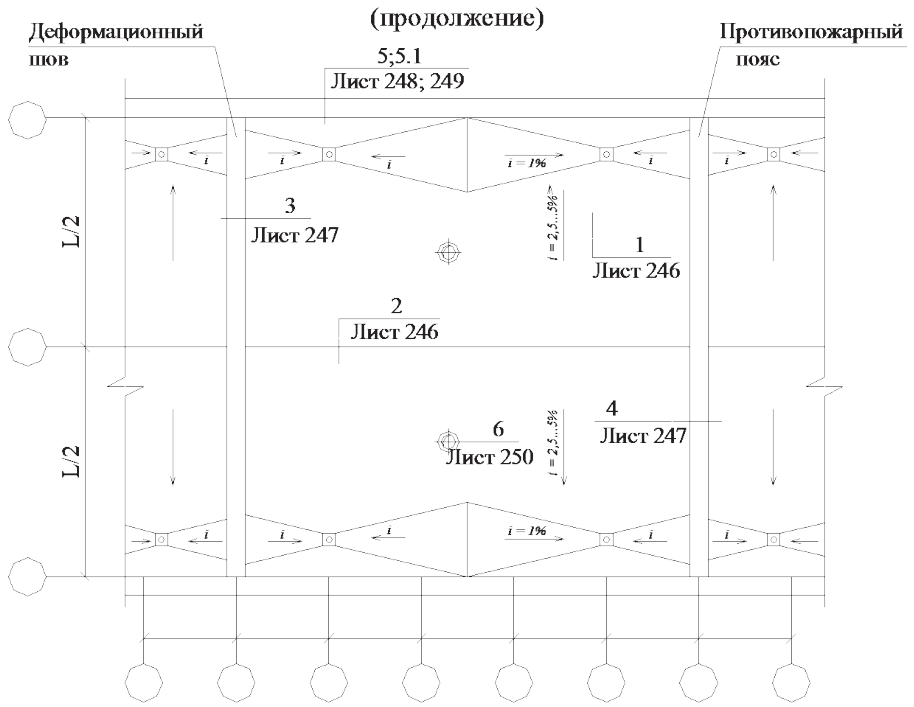 (продолжение)
Деформационный
шов
Противопожарный
пояс
5;5.1
Лист 248; 249
i
i
i
i = 1%
i
i
i
L/2
3
Лист 247
i = 2,5...5%
1
Лист 246
2
Лист 246
L/2
6
Лист 250
i = 2,5...5%
4
Лист 247
i
i
i
i = 1%
i
i
i